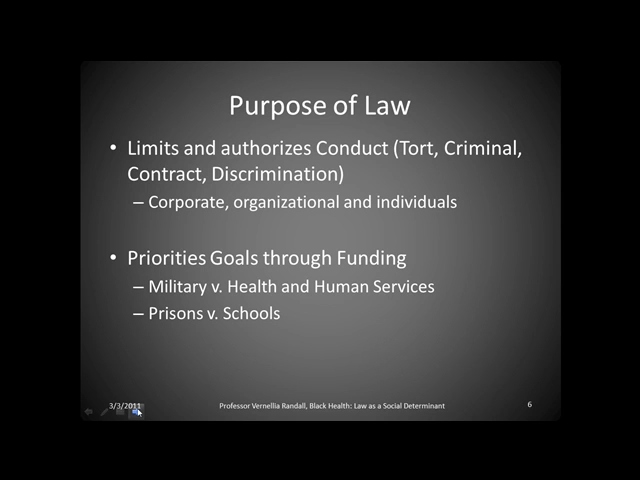 Purpose of Law
• Limits and authorizes Conduct (Tort, Criminal,
Contract, Discrimination)
– Corporate, organizational and individuals
• Priorities Goals through Funding
– Military v. Health and Human Services
– Prisons v. Schools
3/3/2011 Professor Vernellia Randall, Black Health: Law as a Social Determinant 6